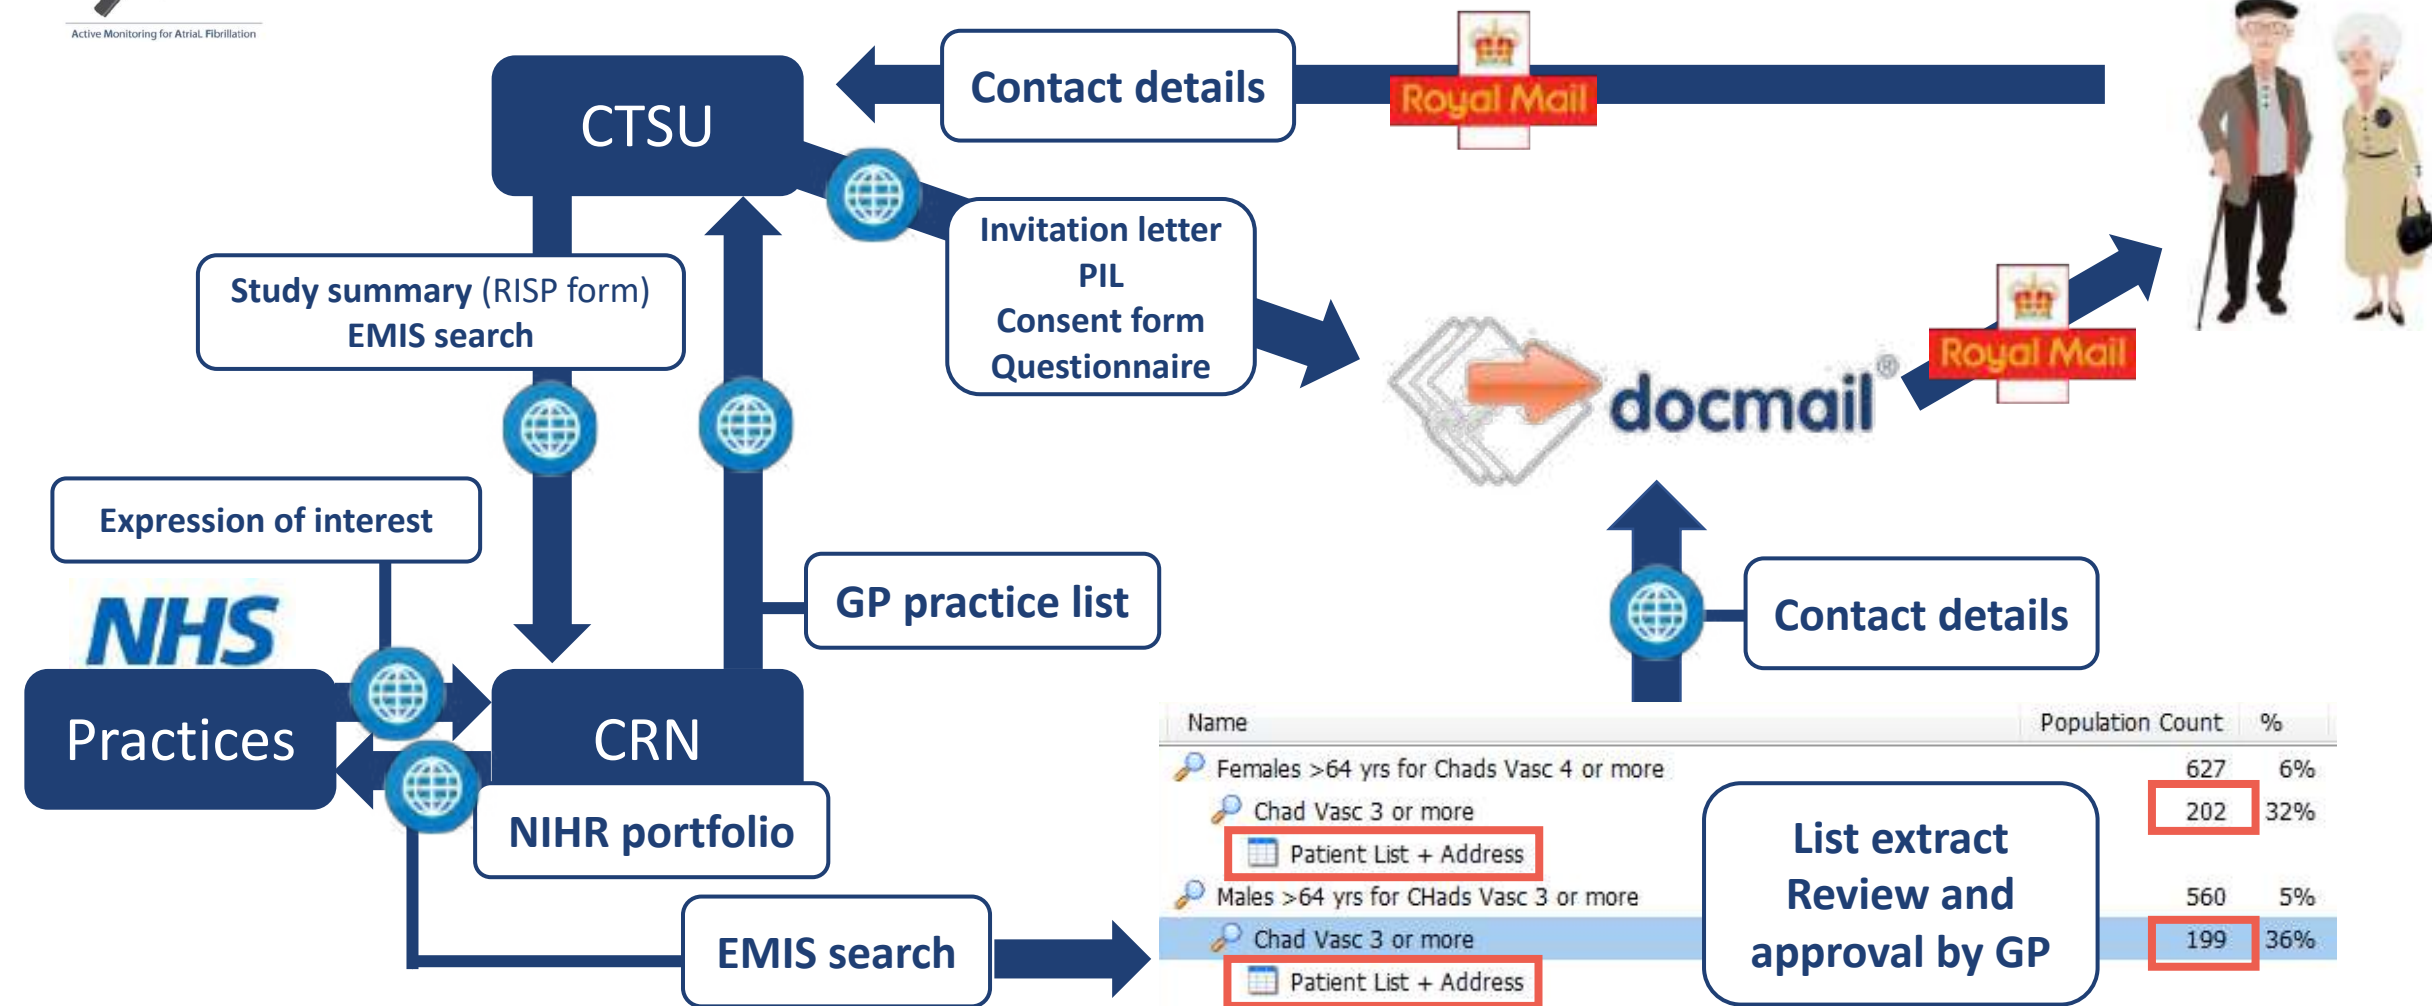 Active Monitoring for AtriaL Fibrillation
CTSU
Contact details
Royal Mail
Invitation letter
PIL
Consent form
Questionnaire
Study summary (RISP form)
EMIS search
docmail®
Royal Mail
Expression of interest
GP practice list
Contact details
NHS
Practices
CRN
NIHR portfolio
EMIS search
Name Population Count %
Females >64 yrs for Chads Vasc 4 or more 627 6%
Chad Vasc 3 or more 202 32%
Patient List + Address
Males >64 yrs for CHads Vasc 3 or more 560 5%
Chad Vasc 3 or more 199 36%
Patient List + Address
List extract
Review and
approval by GP